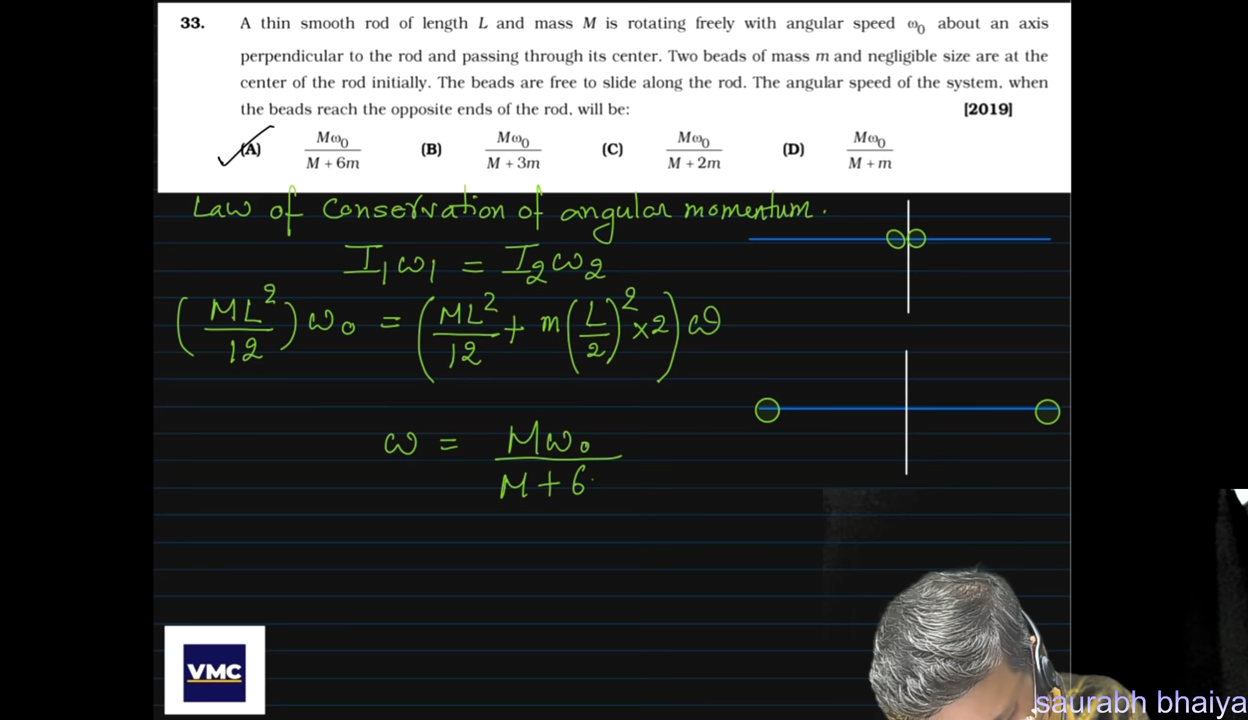 33. A thin smooth rod of length L and mass M is rotating freely with angular speed ω₀ about an axis
perpendicular to the rod and passing through its center. Two beads of mass m and negligible size are at the
center of the rod initially. The beads are free to slide along the rod. The angular speed of the system, when
the beads reach the opposite ends of the rod, will be: [2019]
(A) Mω₀/(M + 6m) (B) Mω₀/(M + 3m) (C) Mω₀/(M + 2m) (D) Mω₀/(M + m)
Law of Conservation of angular momentum.
I₁ω₁ = I₂ω₂
(ML²/12)ω₀ = (ML²/12 + m(L/2)² × 2)ω
ω = Mω₀/(M + 6
VMC
saurabh bhaiya